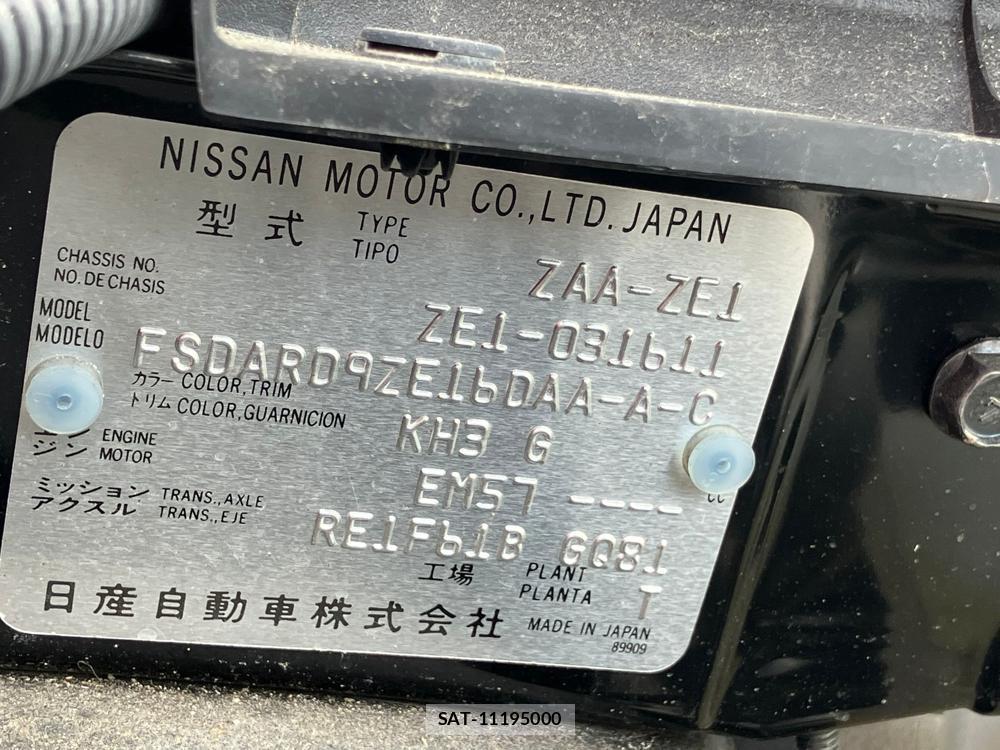 NISSAN MOTOR CO.,LTD. JAPAN
型式 TYPE
TIPO
ZAA-ZE1
CHASSIS NO.
NO. DE CHASIS
ZE1-031611
MODEL
MODELO
FSDARD9ZE16DAA-A-C
カラー COLOR,TRIM
トリム COLOR,GUARNICION
KH3 G
ENGINE
ジン MOTOR
EM57 ----
cc
ミッション TRANS.,AXLE
アクスル TRANS.,EJE
RE1F61B GQ81
工場 PLANT
PLANTA
T
日産自動車株式会社
MADE IN JAPAN
89909
SAT-11195000